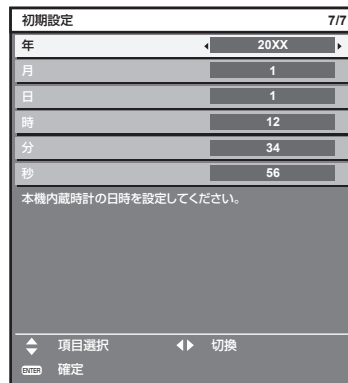 初期設定 7/7
年 20XX
月 1
日 1
時 12
分 34
秒 56
本機内蔵時計の日時を設定してください。
項目選択 切換
ENTER 確定